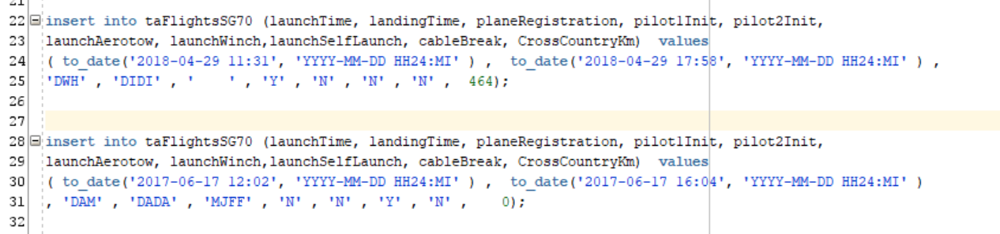 21
22 insert into taFlightsSG70 (launchTime, landingTime, planeRegistration, pilot1Init, pilot2Init,
23 launchAerotow, launchWinch,launchSelfLaunch, cableBreak, CrossCountryKm)  values
24 ( to_date('2018-04-29 11:31', 'YYYY-MM-DD HH24:MI' ) ,  to_date('2018-04-29 17:58', 'YYYY-MM-DD HH24:MI' ) ,
25 'DWH' , 'DIDI' , '    ' , 'Y' , 'N' , 'N' , 'N' ,  464);
26
27
28 insert into taFlightsSG70 (launchTime, landingTime, planeRegistration, pilot1Init, pilot2Init,
29 launchAerotow, launchWinch,launchSelfLaunch, cableBreak, CrossCountryKm)  values
30 ( to_date('2017-06-17 12:02', 'YYYY-MM-DD HH24:MI' ) ,  to_date('2017-06-17 16:04', 'YYYY-MM-DD HH24:MI' )
31 , 'DAM' , 'DADA' , 'MJFF' , 'N' , 'N' , 'Y' , 'N' ,    0);
32